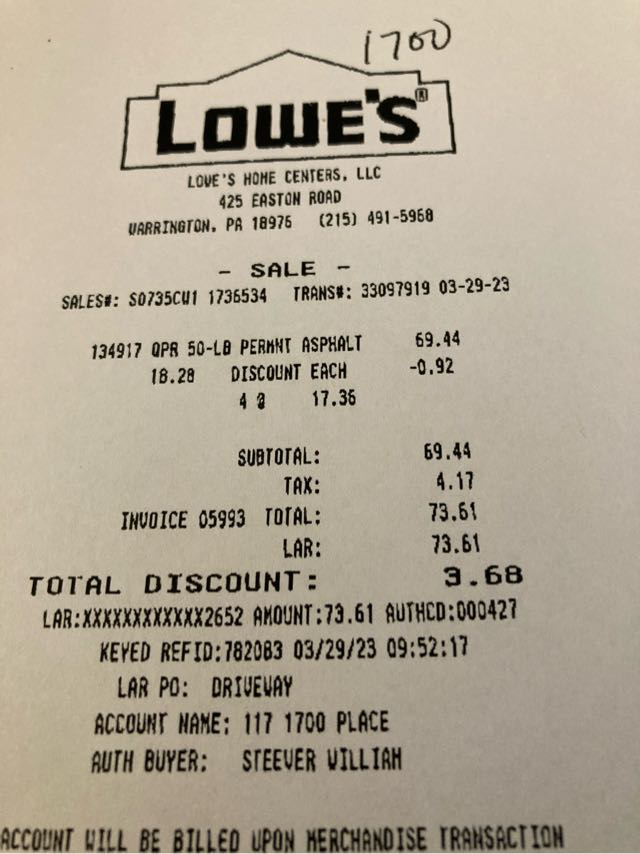 1700
LOWE'S®
LOWE'S HOME CENTERS, LLC
425 EASTON ROAD
WARRINGTON, PA 18976 (215) 491-5968
- SALE -
SALES#: S0735CW1 1736534 TRANS#: 33097919 03-29-23
134917 QPR 50-LB PERMNT ASPHALT 69.44
18.28 DISCOUNT EACH -0.92
4 @ 17.36
SUBTOTAL: 69.44
TAX: 4.17
INVOICE 05993 TOTAL: 73.61
LAR: 73.61
TOTAL DISCOUNT: 3.68
LAR:XXXXXXXXXXXX2652 AMOUNT:73.61 AUTHCD:000427
KEYED REFID:782083 03/29/23 09:52:17
LAR PO: DRIVEWAY
ACCOUNT NAME: 117 1700 PLACE
AUTH BUYER: STEEVER WILLIAM
ACCOUNT WILL BE BILLED UPON MERCHANDISE TRANSACTION